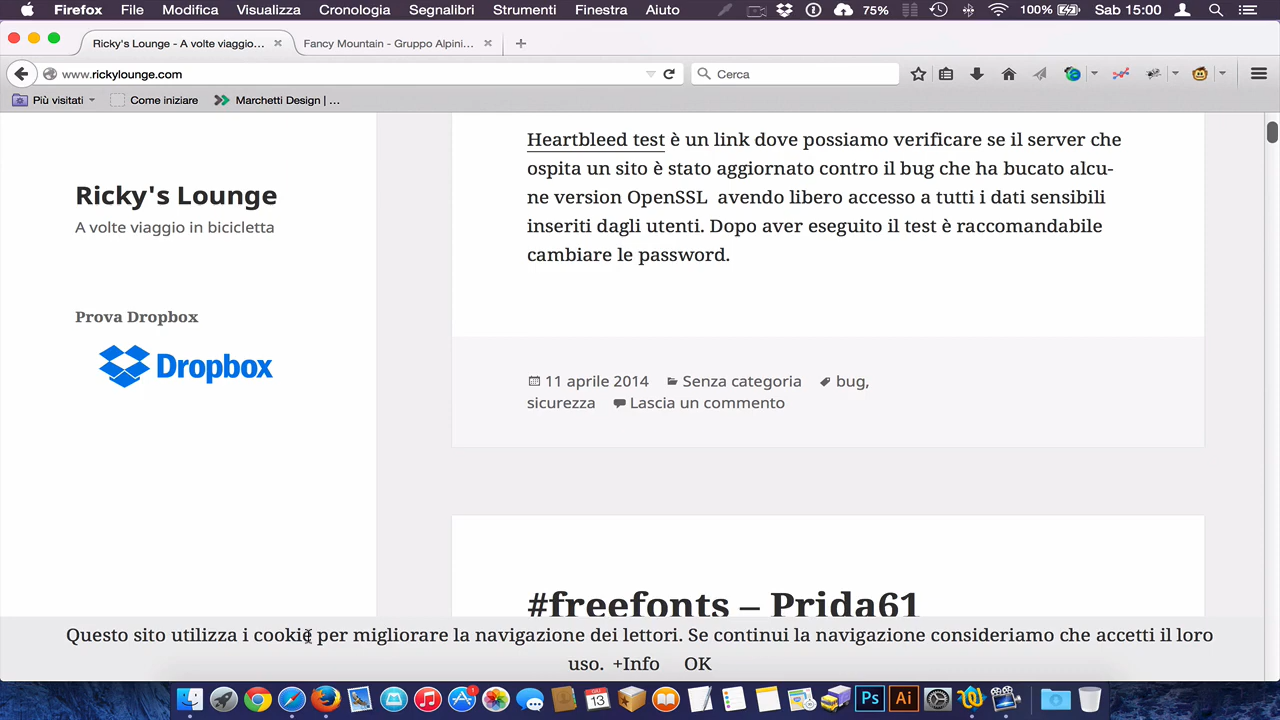 Firefox File Modifica Visualizza Cronologia Segnalibri Strumenti Finestra Aiuto 75% 100% Sab 15:00
Ricky's Lounge - A volte viaggio... Fancy Mountain - Gruppo Alpini...
www.rickylounge.com Cerca
Più visitati Come iniziare Marchetti Design | ...
Ricky's Lounge
A volte viaggio in bicicletta
Prova Dropbox
Dropbox
Heartbleed test è un link dove possiamo verificare se il server che
ospita un sito è stato aggiornato contro il bug che ha bucato alcu-
ne version OpenSSL avendo libero accesso a tutti i dati sensibili
inseriti dagli utenti. Dopo aver eseguito il test è raccomandabile
cambiare le password.
11 aprile 2014 Senza categoria bug,
sicurezza Lascia un commento
#freefonts – Prida61
Questo sito utilizza i cookie per migliorare la navigazione dei lettori. Se continui la navigazione consideriamo che accetti il loro
uso. +Info OK
1 GIU 13 Ps Ai